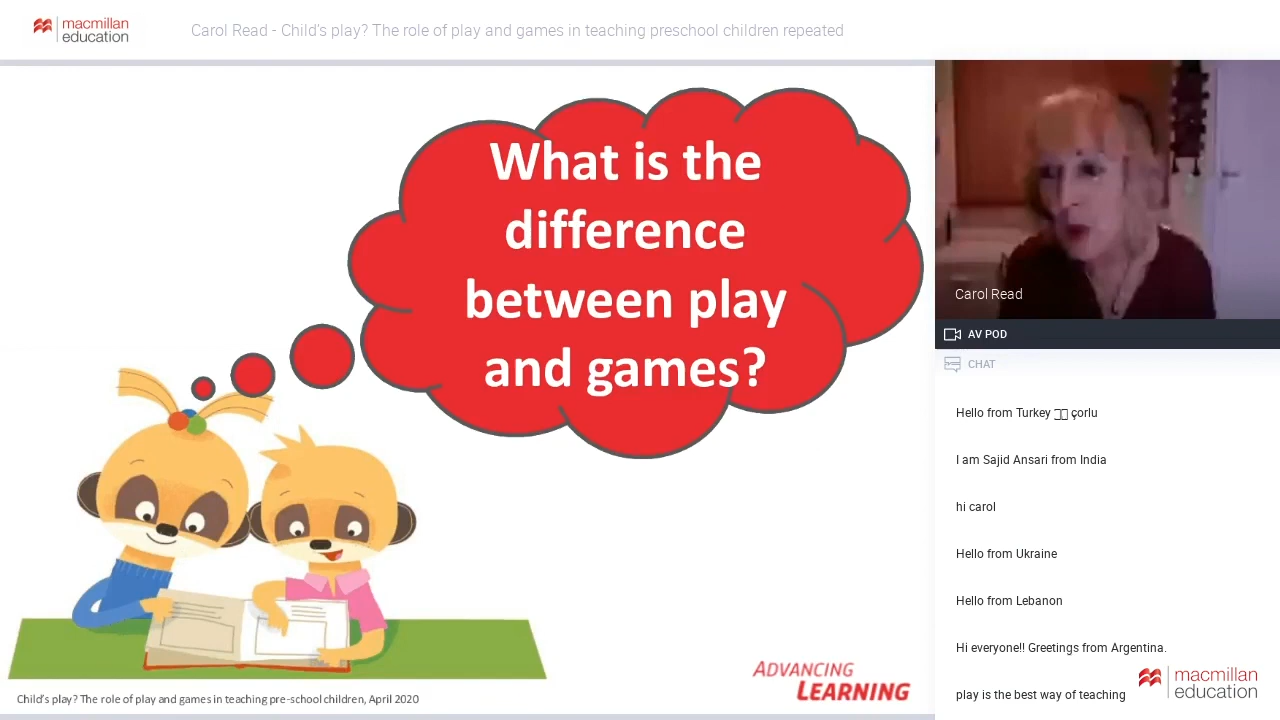 macmillan
education
Carol Read - Child's play? The role of play and games in teaching preschool children repeated
What is the
difference
between play
and games?
ADVANCING
LEARNING
Child's play? The role of play and games in teaching pre-school children, April 2020
Carol Read
AV POD
CHAT
Hello from Turkey çorlu
I am Sajid Ansari from India
hi carol
Hello from Ukraine
Hello from Lebanon
Hi everyone!! Greetings from Argentina.
play is the best way of teaching
macmillan
education